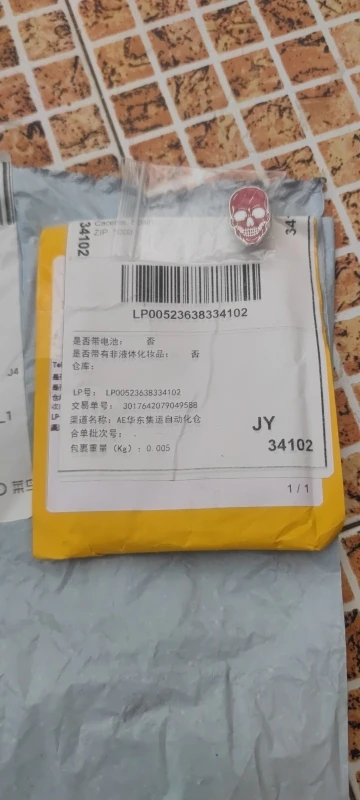 34102
ZIP:
LP00523638334102
是否带电池： 否
是否带有非液体化妆品： 否
仓库：
LP号： LP00523638334102
交易单号： 3017642079049588
渠道名称： AE华东集运自动化仓
合单批次号： .
包裹重量（Kg）：0.005
JY
34102
1 / 1